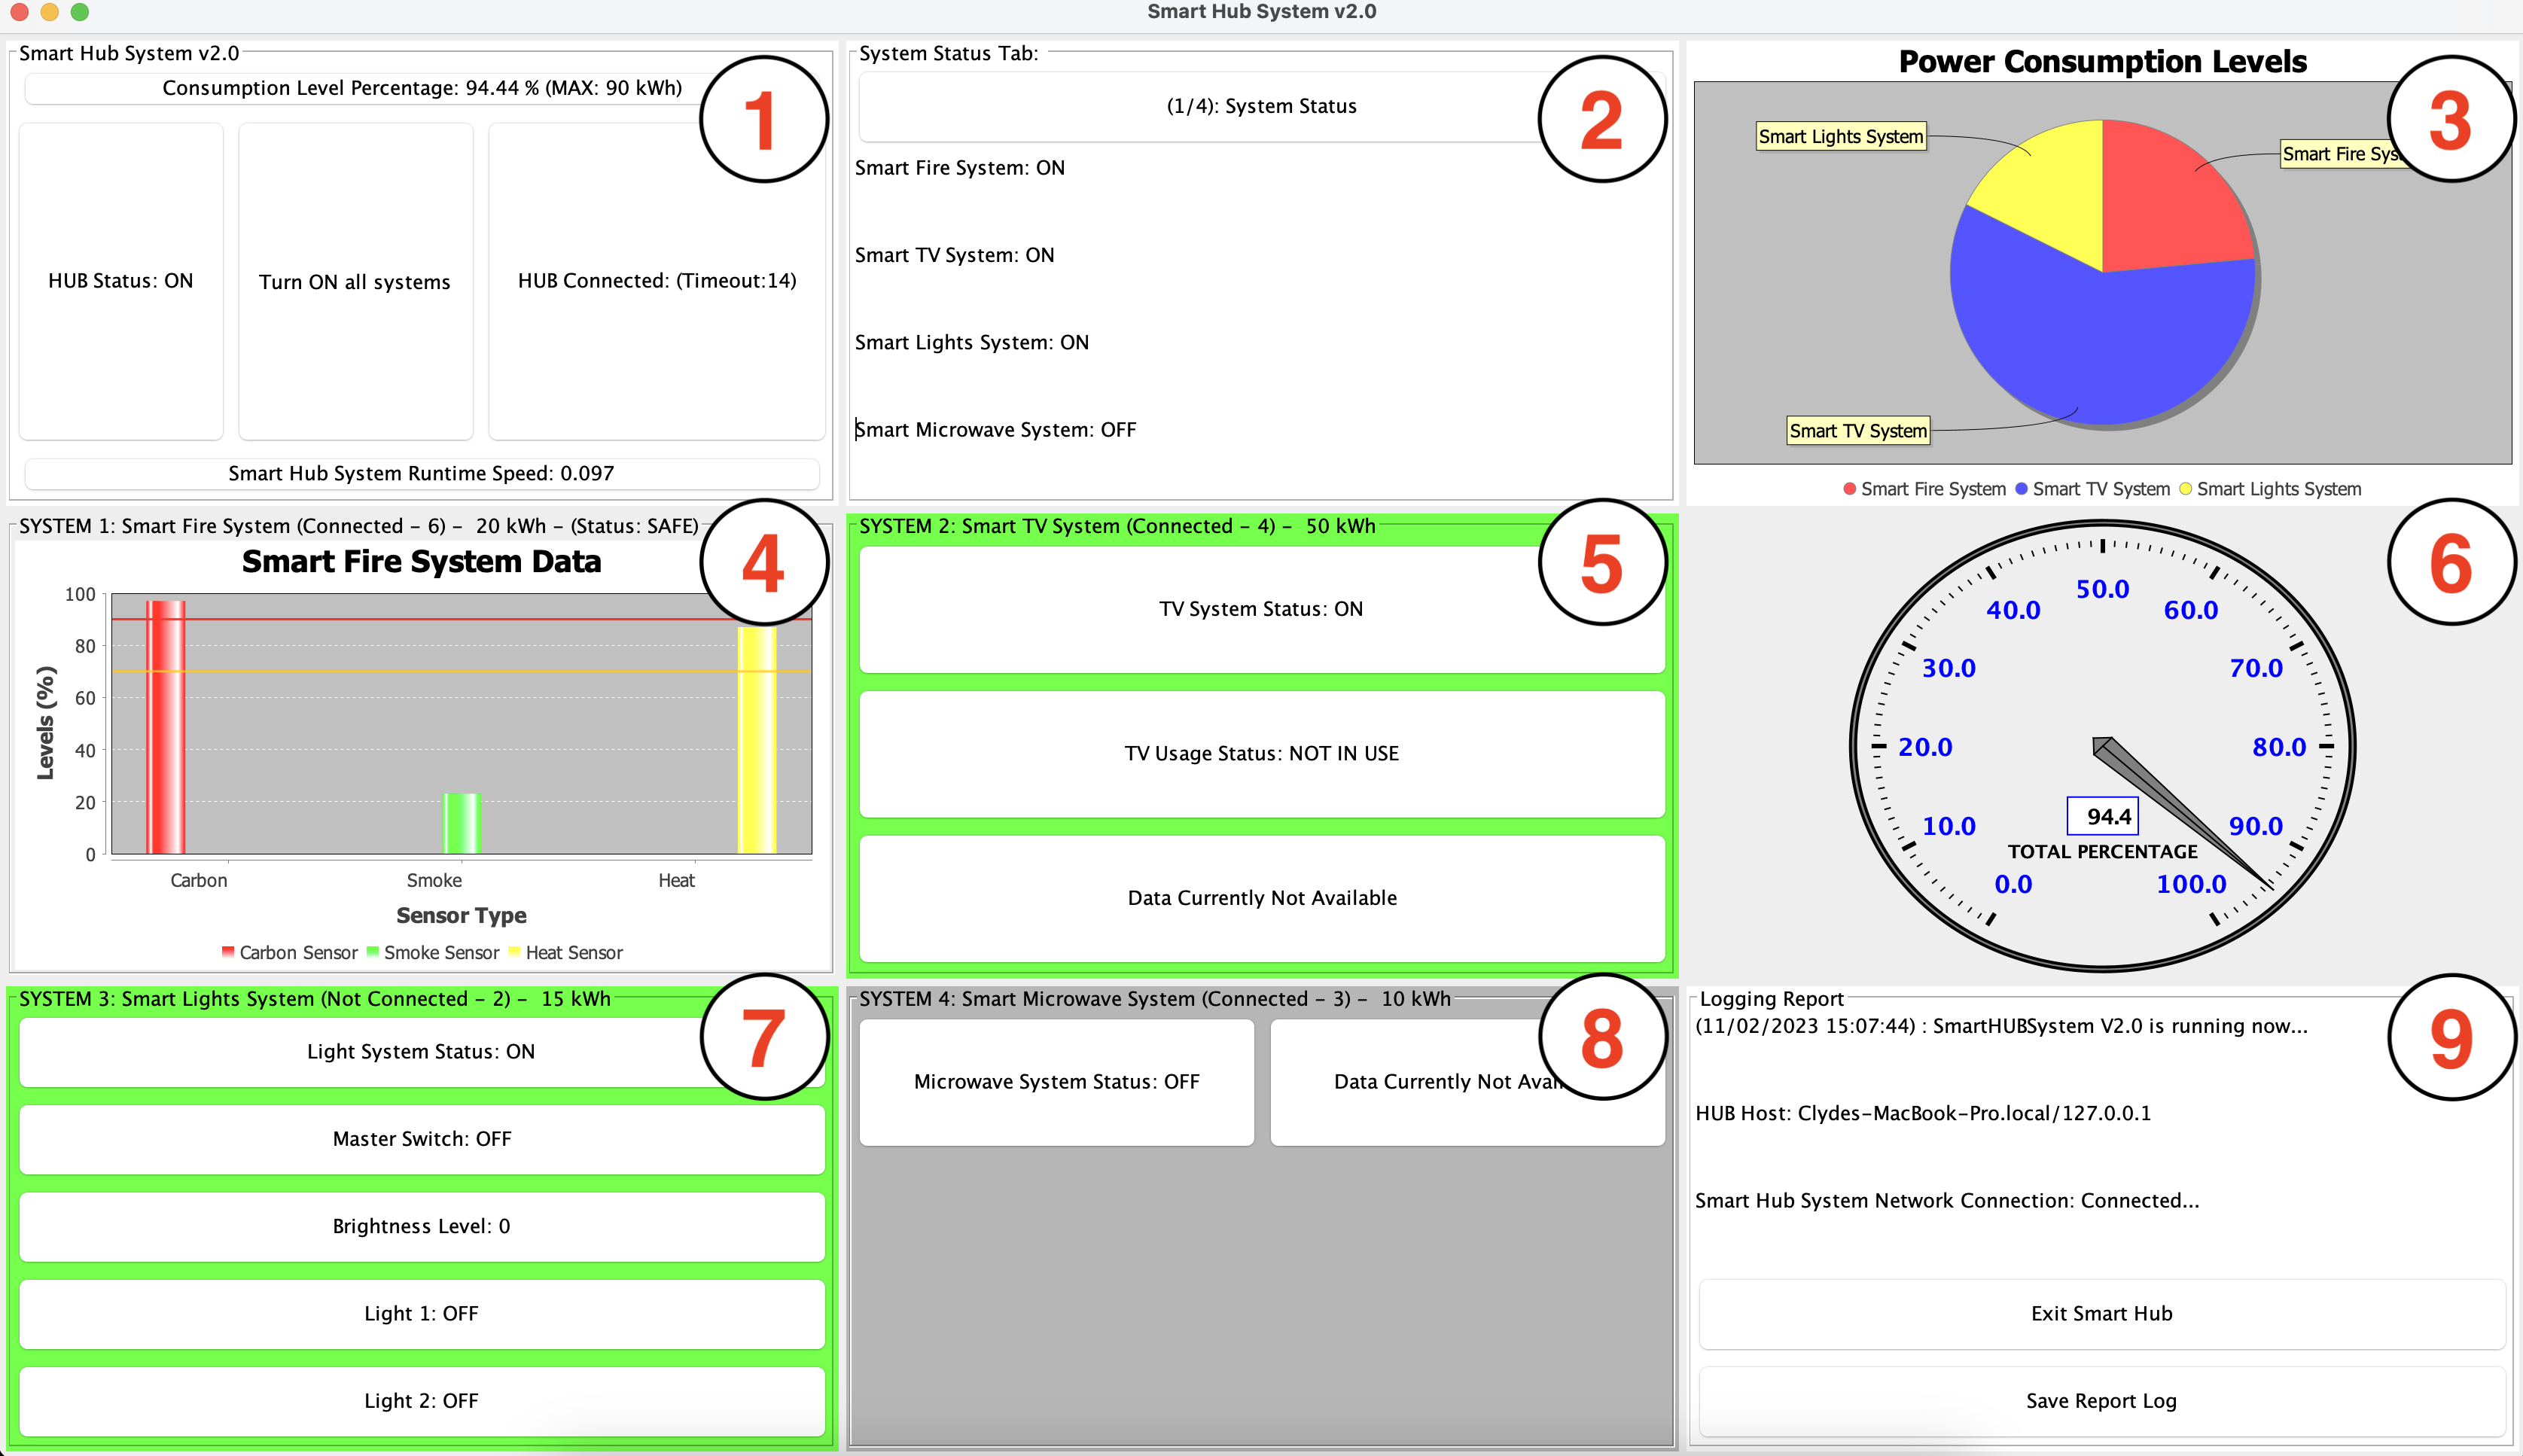 Smart Hub System v2.0
Smart Hub System v2.0
Consumption Level Percentage: 94.44 % (MAX: 90 kWh)
1
HUB Status: ON
Turn ON all systems
HUB Connected: (Timeout:14)
Smart Hub System Runtime Speed: 0.097
System Status Tab:
(1/4): System Status
2
Smart Fire System: ON
Smart TV System: ON
Smart Lights System: ON
Smart Microwave System: OFF
Power Consumption Levels
3
Smart Lights System
Smart Fire
Smart TV System
Smart Fire System Smart TV System Smart Lights System
SYSTEM 1: Smart Fire System (Connected – 6) – 20 kWh – (Status: SAFE)
4
Smart Fire System Data
100
80
60
40
20
0
Levels (%)
Carbon Smoke Heat
Sensor Type
Carbon Sensor Smoke Sensor Heat Sensor
SYSTEM 2: Smart TV System (Connected – 4) – 50 kWh
5
TV System Status: ON
TV Usage Status: NOT IN USE
Data Currently Not Available
6
50.0
40.0 60.0
30.0 70.0
20.0 80.0
10.0 94.4 90.0
TOTAL PERCENTAGE
0.0 100.0
SYSTEM 3: Smart Lights System (Not Connected – 2) – 15 kWh
7
Light System Status: ON
Master Switch: OFF
Brightness Level: 0
Light 1: OFF
Light 2: OFF
SYSTEM 4: Smart Microwave System (Connected – 3) – 10 kWh
8
Microwave System Status: OFF
Data Currently Not
Logging Report
9
(11/02/2023 15:07:44) : SmartHUBSystem V2.0 is running now...
HUB Host: Clydes-MacBook-Pro.local/127.0.0.1
Smart Hub System Network Connection: Connected...
Exit Smart Hub
Save Report Log